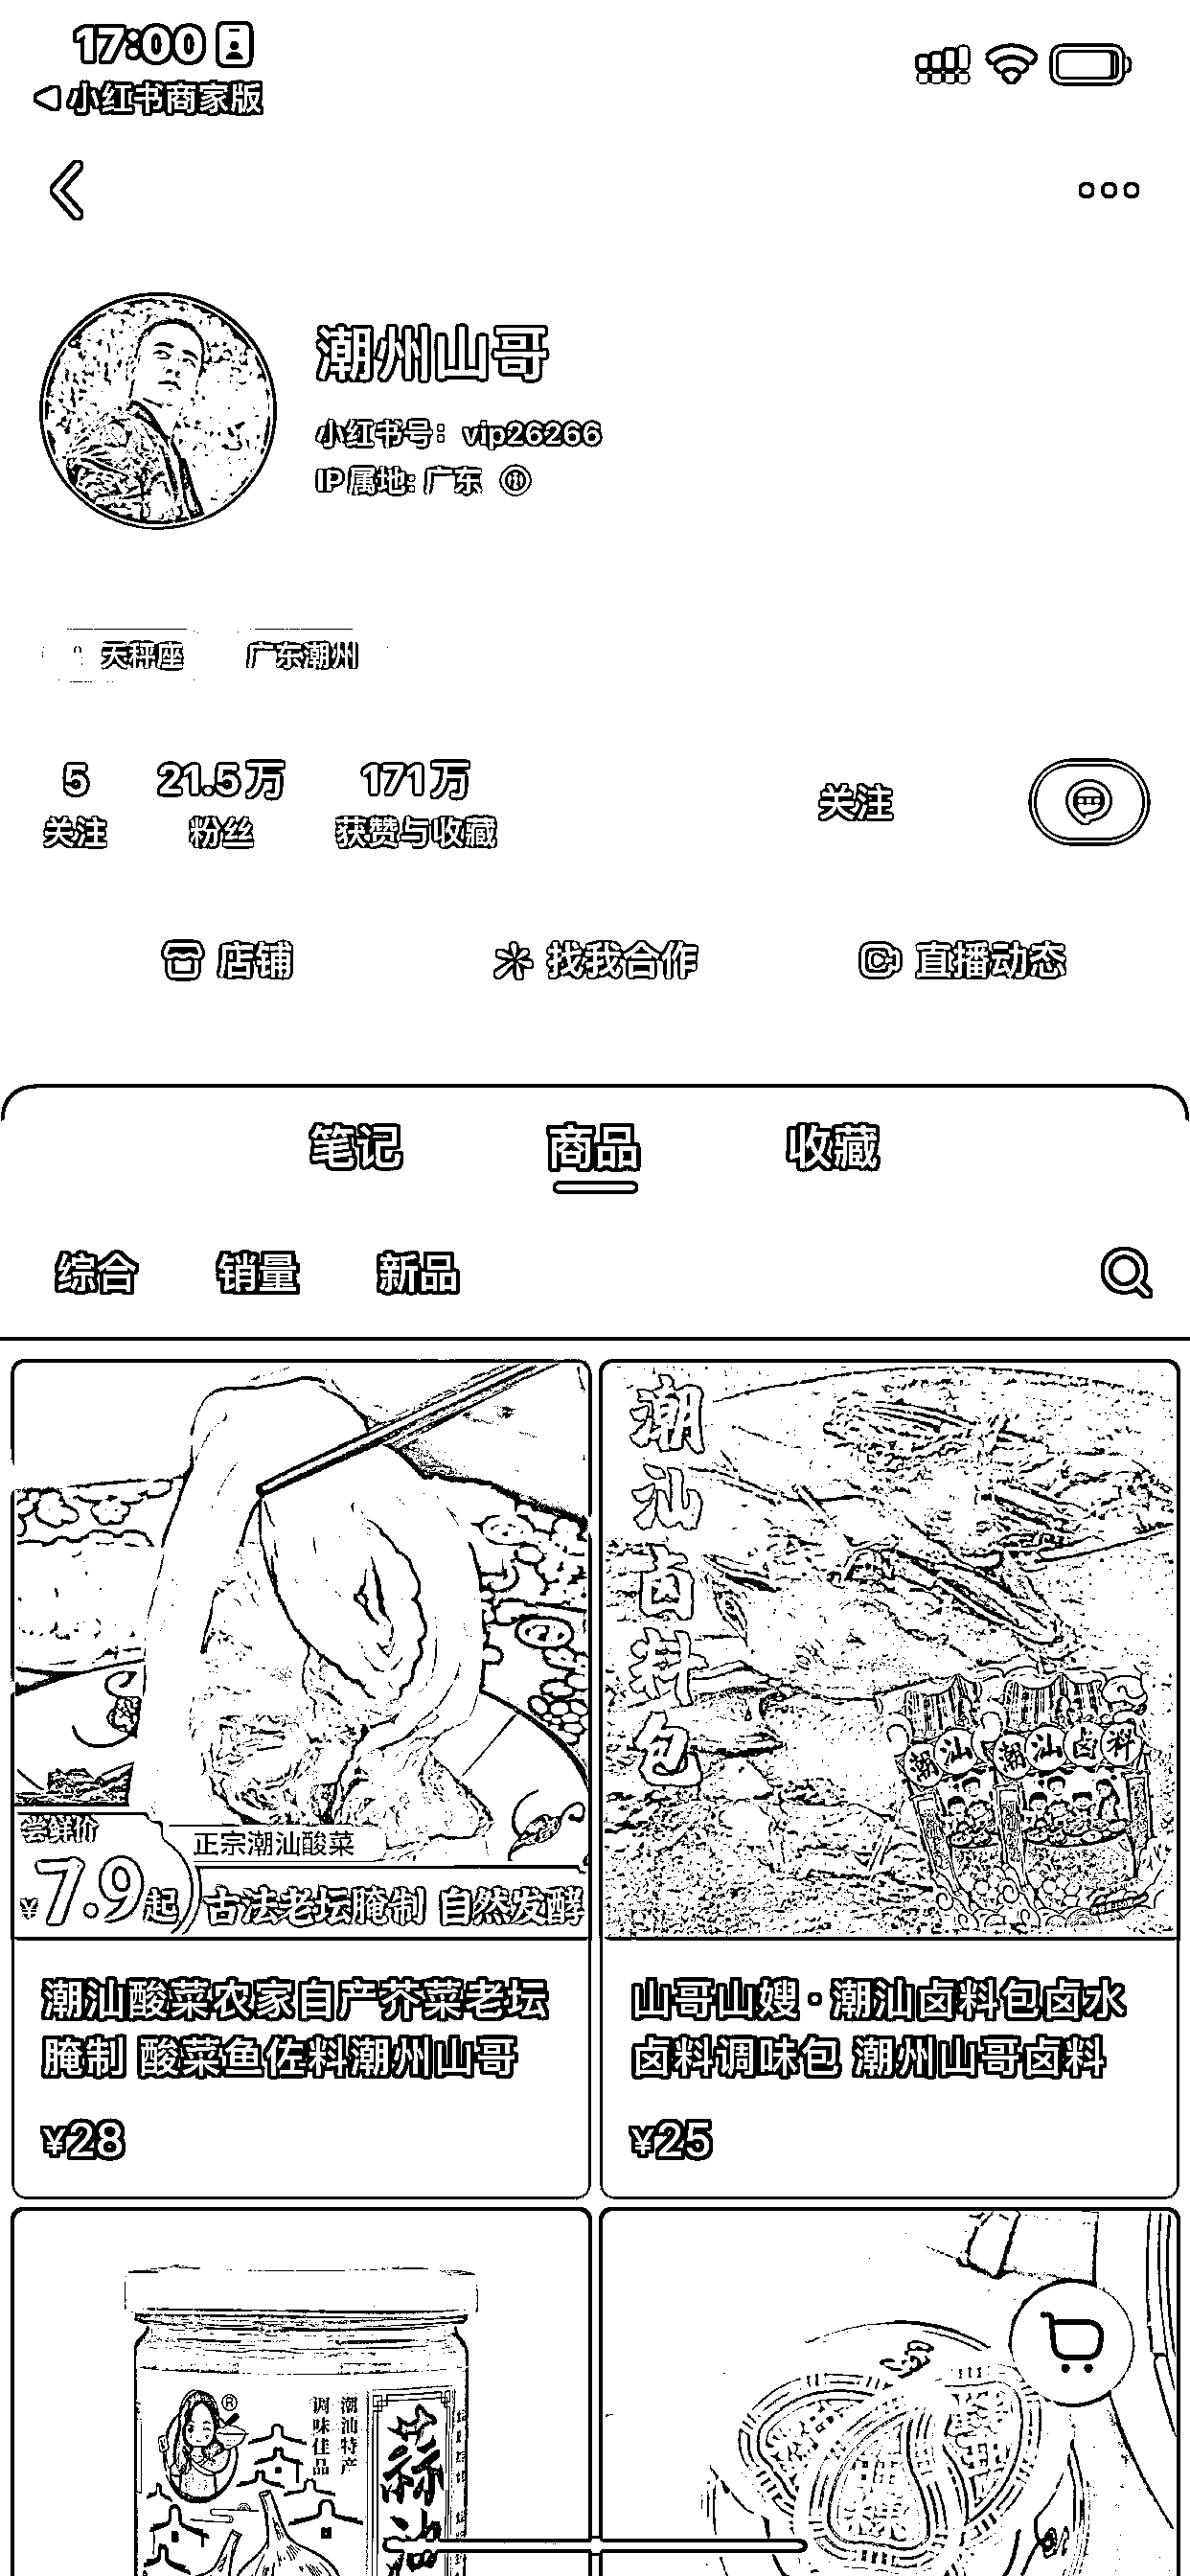 17:00
小红书商家版
潮州山哥
小红书号：vip26266
IP属地：广东
天秤座 广东潮州
5 21.5万 171万
关注 粉丝 获赞与收藏
关注
店铺 找我合作 直播动态
笔记 商品 收藏
综合 销量 新品
潮汕卤料包
潮汕 潮汕卤料
尝鲜价
正宗潮汕酸菜
¥7.9起
古法老坛腌制 自然发酵
潮汕酸菜农家自产芥菜老坛
腌制 酸菜鱼佐料潮州山哥
¥28
山哥山嫂·潮汕卤料包卤水
卤料调味包 潮州山哥卤料
¥25
潮汕特产
调味佳品
蒜油